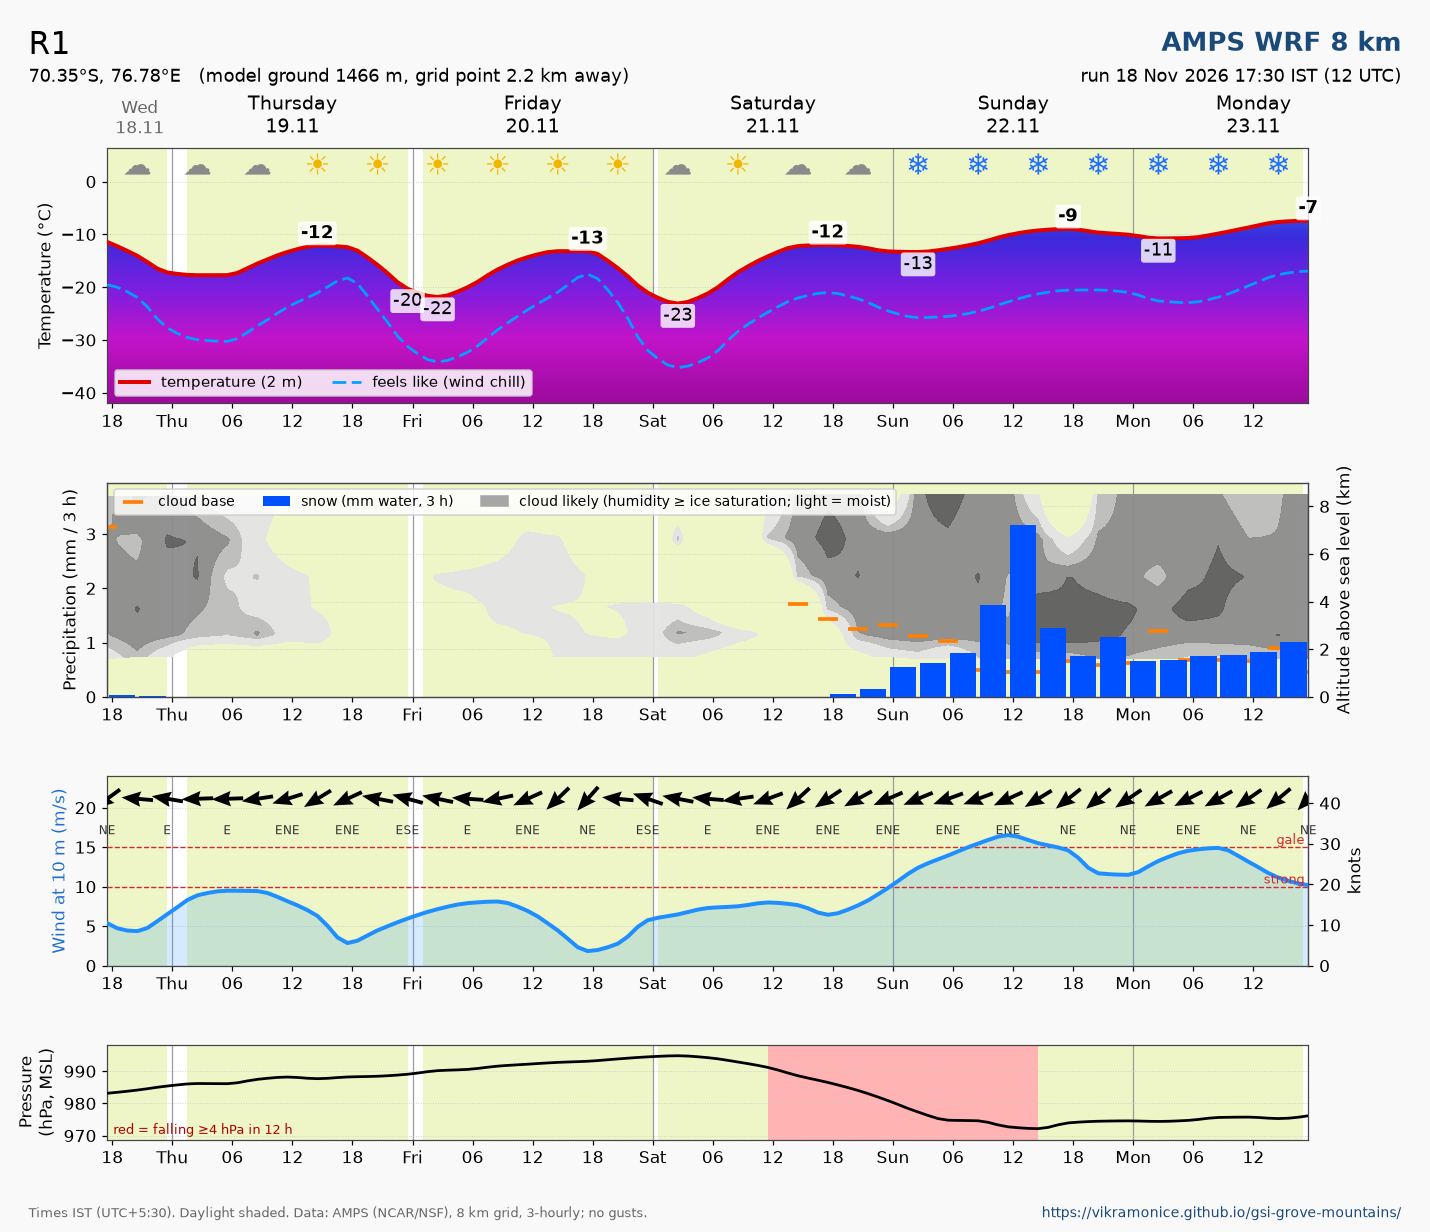 R1
AMPS WRF 8 km
70.35°S, 76.78°E (model ground 1466 m, grid point 2.2 km away)
run 18 Nov 2026 17:30 IST (12 UTC)
Wed Thursday Friday Saturday Sunday Monday
18.11 19.11 20.11 21.11 22.11 23.11
Temperature (°C)
0
−10
−20
−30
−40
-12 -13 -12 -9 -7
-20 -22 -23 -13 -11
temperature (2 m) feels like (wind chill)
18 Thu 06 12 18 Fri 06 12 18 Sat 06 12 18 Sun 06 12 18 Mon 06 12
Precipitation (mm / 3 h)
cloud base snow (mm water, 3 h) cloud likely (humidity ≥ ice saturation; light = moist)
3
2
1
0
8
6
4
2
0
Altitude above sea level (km)
18 Thu 06 12 18 Fri 06 12 18 Sat 06 12 18 Sun 06 12 18 Mon 06 12
Wind at 10 m (m/s)
20
15
10
5
0
NE E E ENE ENE ESE E ENE NE ESE E ENE ENE ENE ENE ENE NE NE ENE NE NE
gale
strong
40
30
20
10
0
knots
18 Thu 06 12 18 Fri 06 12 18 Sat 06 12 18 Sun 06 12 18 Mon 06 12
Pressure
(hPa, MSL)
990
980
970
red = falling ≥4 hPa in 12 h
18 Thu 06 12 18 Fri 06 12 18 Sat 06 12 18 Sun 06 12 18 Mon 06 12
Times IST (UTC+5:30). Daylight shaded. Data: AMPS (NCAR/NSF), 8 km grid, 3-hourly; no gusts.
https://vikramonice.github.io/gsi-grove-mountains/